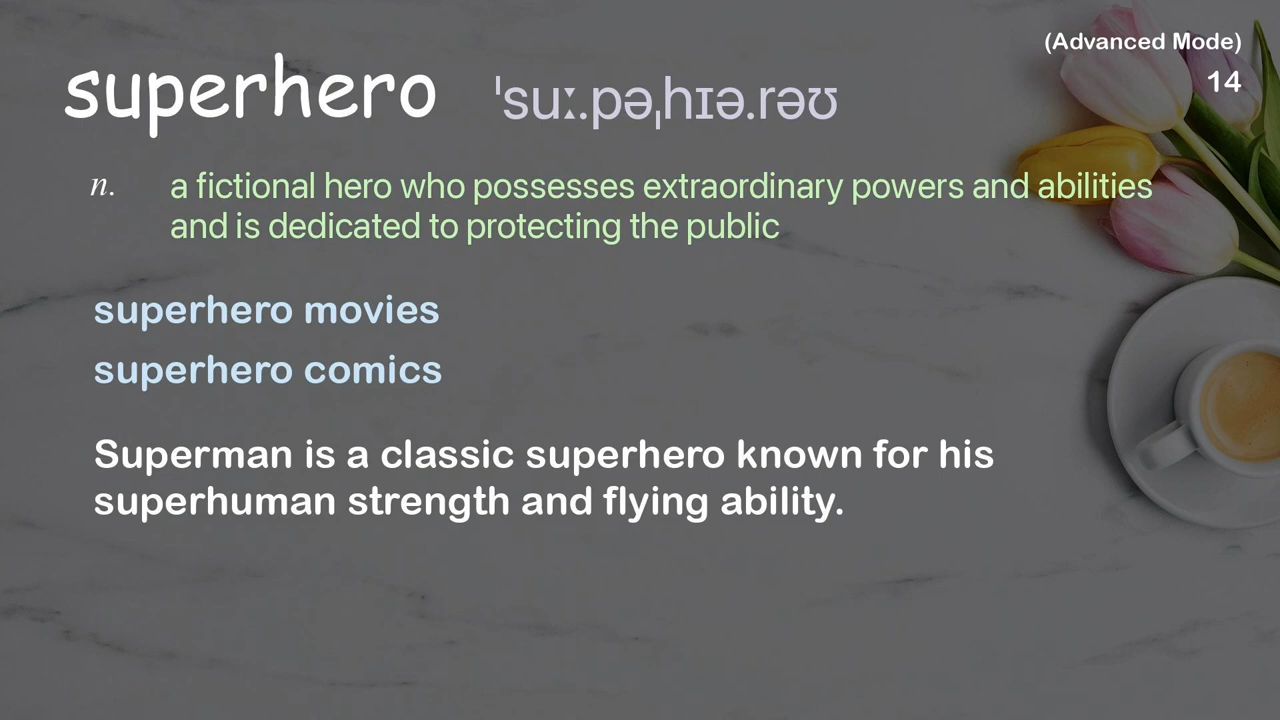 (Advanced Mode)
14
superhero ˈsuː.pəˌhɪə.rəʊ
n. a fictional hero who possesses extraordinary powers and abilities
and is dedicated to protecting the public
superhero movies
superhero comics
Superman is a classic superhero known for his
superhuman strength and flying ability.